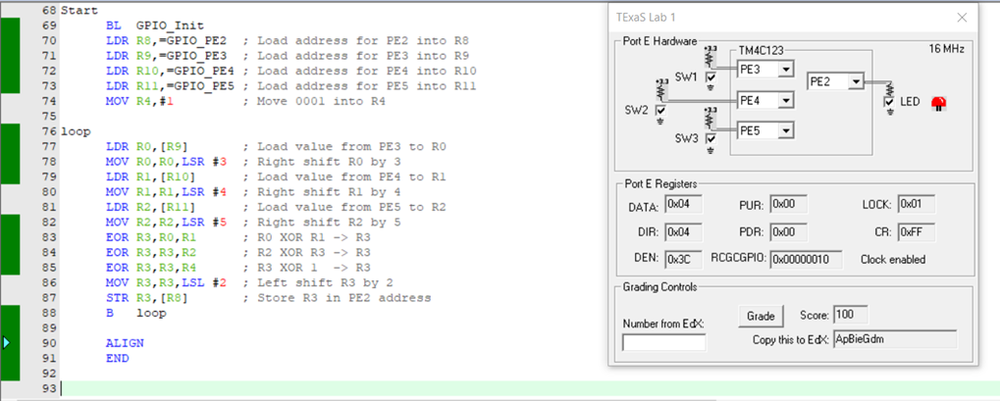 68 Start
69 BL GPIO_Init
70 LDR R8,=GPIO_PE2 ; Load address for PE2 into R8
71 LDR R9,=GPIO_PE3 ; Load address for PE3 into R9
72 LDR R10,=GPIO_PE4 ; Load address for PE4 into R10
73 LDR R11,=GPIO_PE5 ; Load address for PE5 into R11
74 MOV R4,#1 ; Move 0001 into R4
75
76 loop
77 LDR R0,[R9] ; Load value from PE3 to R0
78 MOV R0,R0,LSR #3 ; Right shift R0 by 3
79 LDR R1,[R10] ; Load value from PE4 to R1
80 MOV R1,R1,LSR #4 ; Right shift R1 by 4
81 LDR R2,[R11] ; Load value from PE5 to R2
82 MOV R2,R2,LSR #5 ; Right shift R2 by 5
83 EOR R3,R0,R1 ; R0 XOR R1 -> R3
84 EOR R3,R3,R2 ; R2 XOR R3 -> R3
85 EOR R3,R3,R4 ; R3 XOR 1 -> R3
86 MOV R3,R3,LSL #2 ; Left shift R3 by 2
87 STR R3,[R8] ; Store R3 in PE2 address
88 B loop
89
90 ALIGN
91 END
92
93
TExaS Lab 1
Port E Hardware
TM4C123
16 MHz
+3.3
SW1
PE3
PE2
+3.3
SW2
PE4
LED
+3.3
SW3
PE5
Port E Registers
DATA: 0x04 PUR: 0x00 LOCK: 0x01
DIR: 0x04 PDR: 0x00 CR: 0xFF
DEN: 0x3C RCGCGPIO: 0x00000010 Clock enabled
Grading Controls
Number from EdX: Grade Score: 100
Copy this to EdX: ApBieGdm